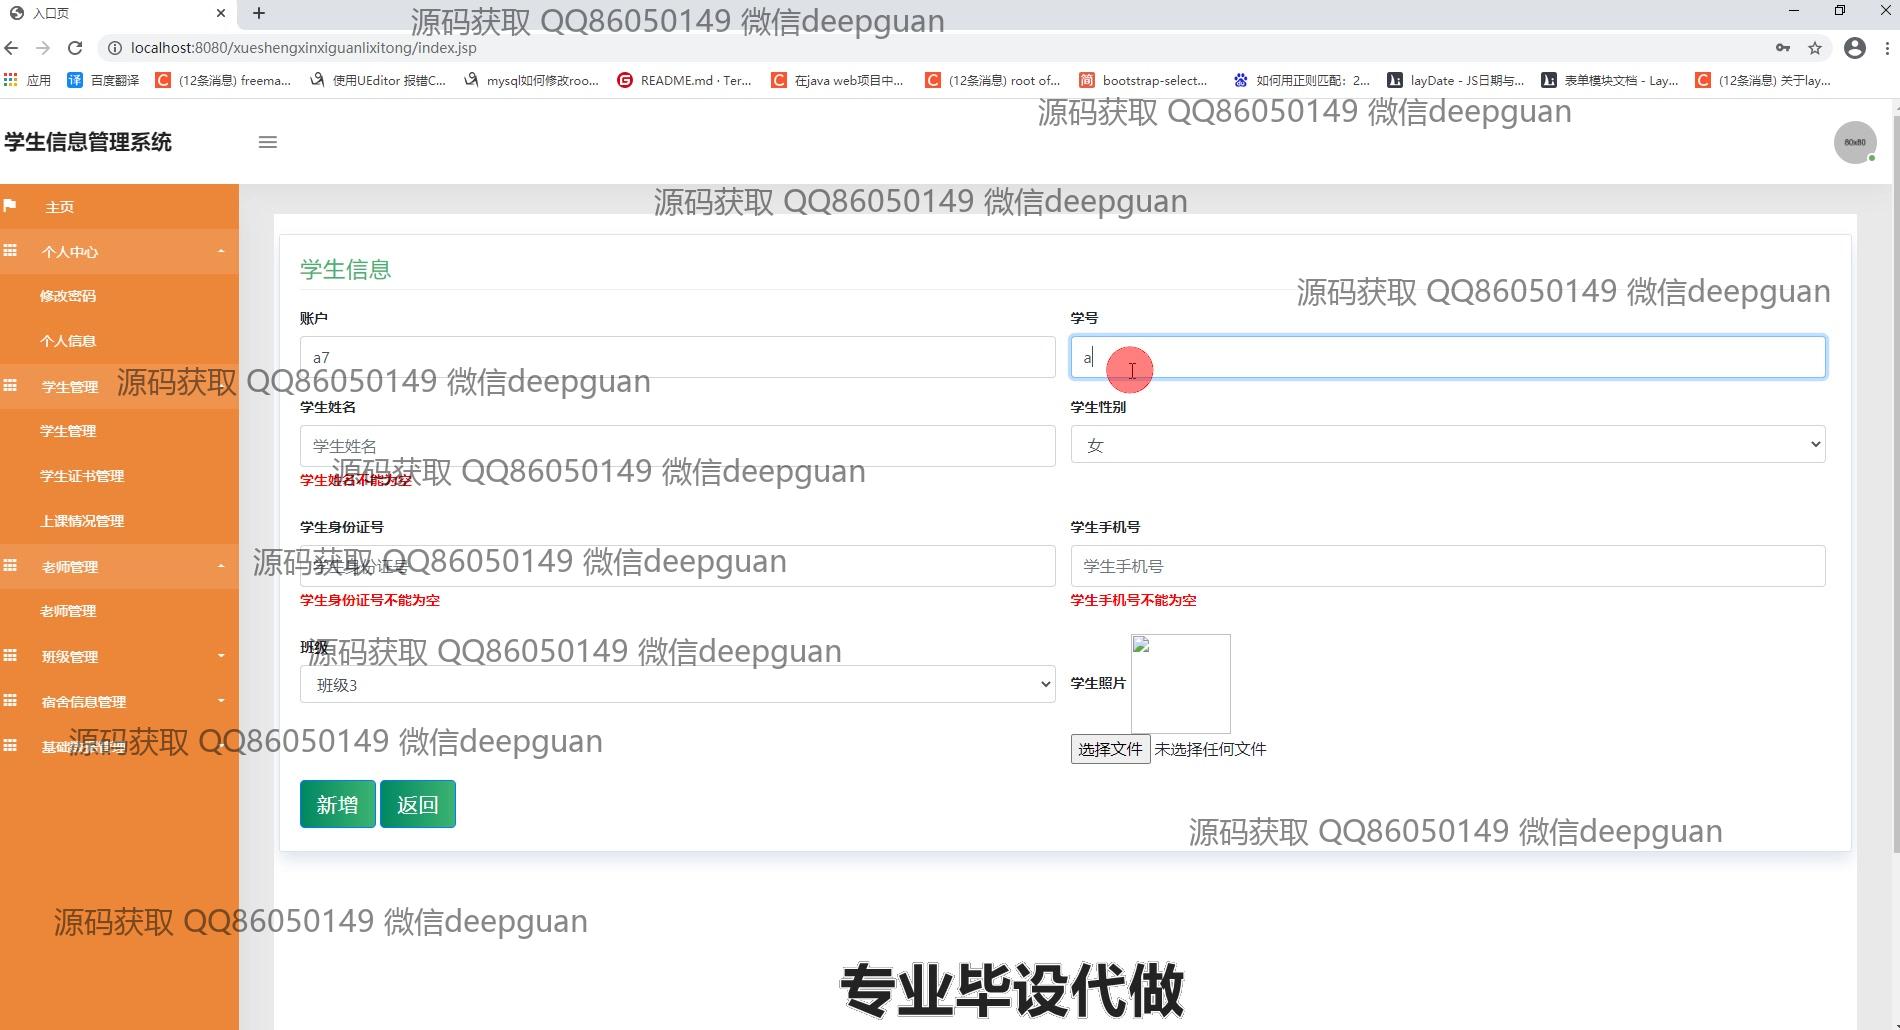 入口页
源码获取 QQ86050149 微信deepguan
localhost:8080/xueshengxinxiguanlixitong/index.jsp
应用 百度翻译 (12条消息) freema... 使用UEditor 报错C... mysql如何修改roo... README.md · Ter... 在java web项目中... (12条消息) root of... bootstrap-select... 如何用正则匹配：2... layDate - JS日期与... 表单模块文档 - Lay... (12条消息) 关于lay...
源码获取 QQ86050149 微信deepguan
学生信息管理系统
80x80
源码获取 QQ86050149 微信deepguan
主页
个人中心
修改密码
个人信息
学生管理
学生管理
学生证书管理
上课情况管理
老师管理
老师管理
班级管理
宿舍信息管理
学生信息
源码获取 QQ86050149 微信deepguan
账户 学号
a7 a
源码获取 QQ86050149 微信deepguan
学生姓名 学生性别
学生姓名 女
源码获取 QQ86050149 微信deepguan
学生姓名不能为空
学生身份证号 学生手机号
学生身份证号 学生手机号
源码获取 QQ86050149 微信deepguan
学生身份证号不能为空 学生手机号不能为空
班级
源码获取 QQ86050149 微信deepguan
班级3 学生照片
源码获取 QQ86050149 微信deepguan
选择文件 未选择任何文件
新增 返回
源码获取 QQ86050149 微信deepguan
源码获取 QQ86050149 微信deepguan
专业毕设代做